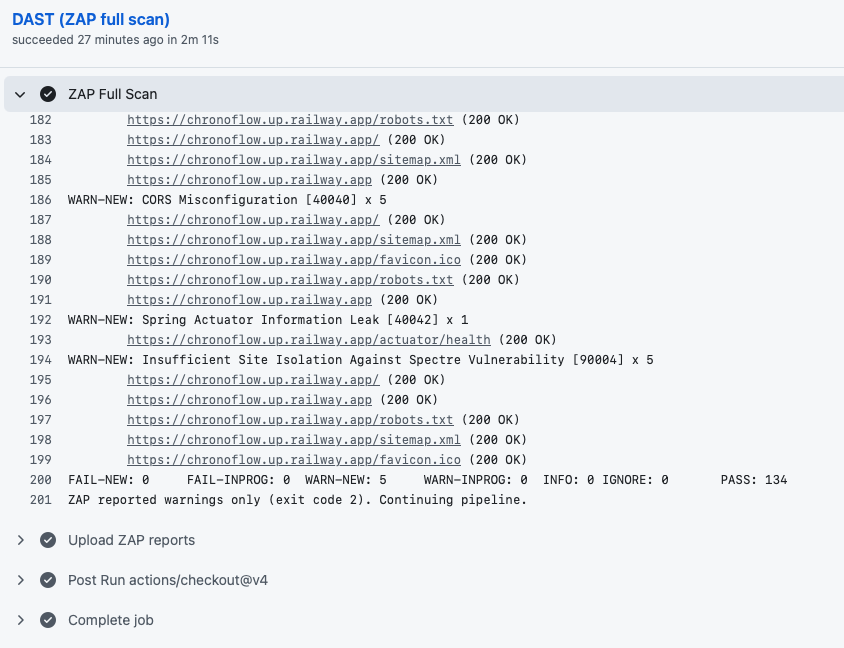 DAST (ZAP full scan)
succeeded 27 minutes ago in 2m 11s
ZAP Full Scan
182 https://chronoflow.up.railway.app/robots.txt (200 OK)
183 https://chronoflow.up.railway.app/ (200 OK)
184 https://chronoflow.up.railway.app/sitemap.xml (200 OK)
185 https://chronoflow.up.railway.app (200 OK)
186 WARN-NEW: CORS Misconfiguration [40040] x 5
187 https://chronoflow.up.railway.app/ (200 OK)
188 https://chronoflow.up.railway.app/sitemap.xml (200 OK)
189 https://chronoflow.up.railway.app/favicon.ico (200 OK)
190 https://chronoflow.up.railway.app/robots.txt (200 OK)
191 https://chronoflow.up.railway.app (200 OK)
192 WARN-NEW: Spring Actuator Information Leak [40042] x 1
193 https://chronoflow.up.railway.app/actuator/health (200 OK)
194 WARN-NEW: Insufficient Site Isolation Against Spectre Vulnerability [90004] x 5
195 https://chronoflow.up.railway.app/ (200 OK)
196 https://chronoflow.up.railway.app (200 OK)
197 https://chronoflow.up.railway.app/robots.txt (200 OK)
198 https://chronoflow.up.railway.app/sitemap.xml (200 OK)
199 https://chronoflow.up.railway.app/favicon.ico (200 OK)
200 FAIL-NEW: 0 FAIL-INPROG: 0 WARN-NEW: 5 WARN-INPROG: 0 INFO: 0 IGNORE: 0 PASS: 134
201 ZAP reported warnings only (exit code 2). Continuing pipeline.
Upload ZAP reports
Post Run actions/checkout@v4
Complete job